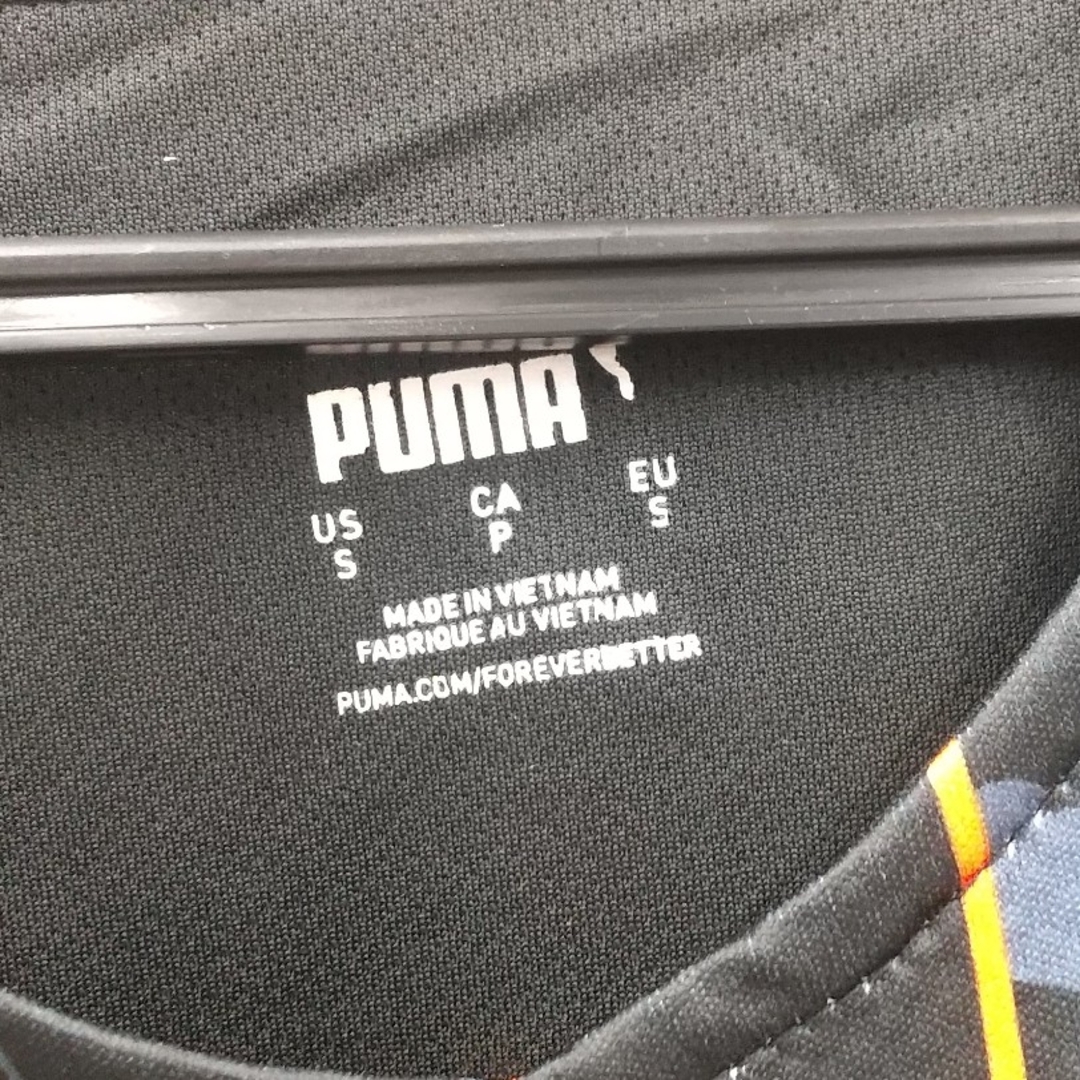 PUMA
US CA EU
S P S
MADE IN VIETNAM
FABRIQUE AU VIETNAM
PUMA.COM/FOREVERBETTER